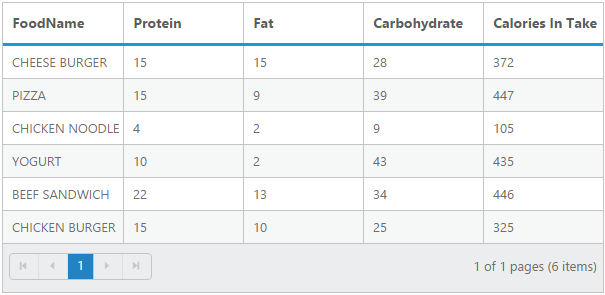 FoodName Protein Fat Carbohydrate Calories In Take
CHEESE BURGER 15 15 28 372
PIZZA 15 9 39 447
CHICKEN NOODLE 4 2 9 105
YOGURT 10 2 43 435
BEEF SANDWICH 22 13 34 446
CHICKEN BURGER 15 10 25 325
1 1 of 1 pages (6 items)